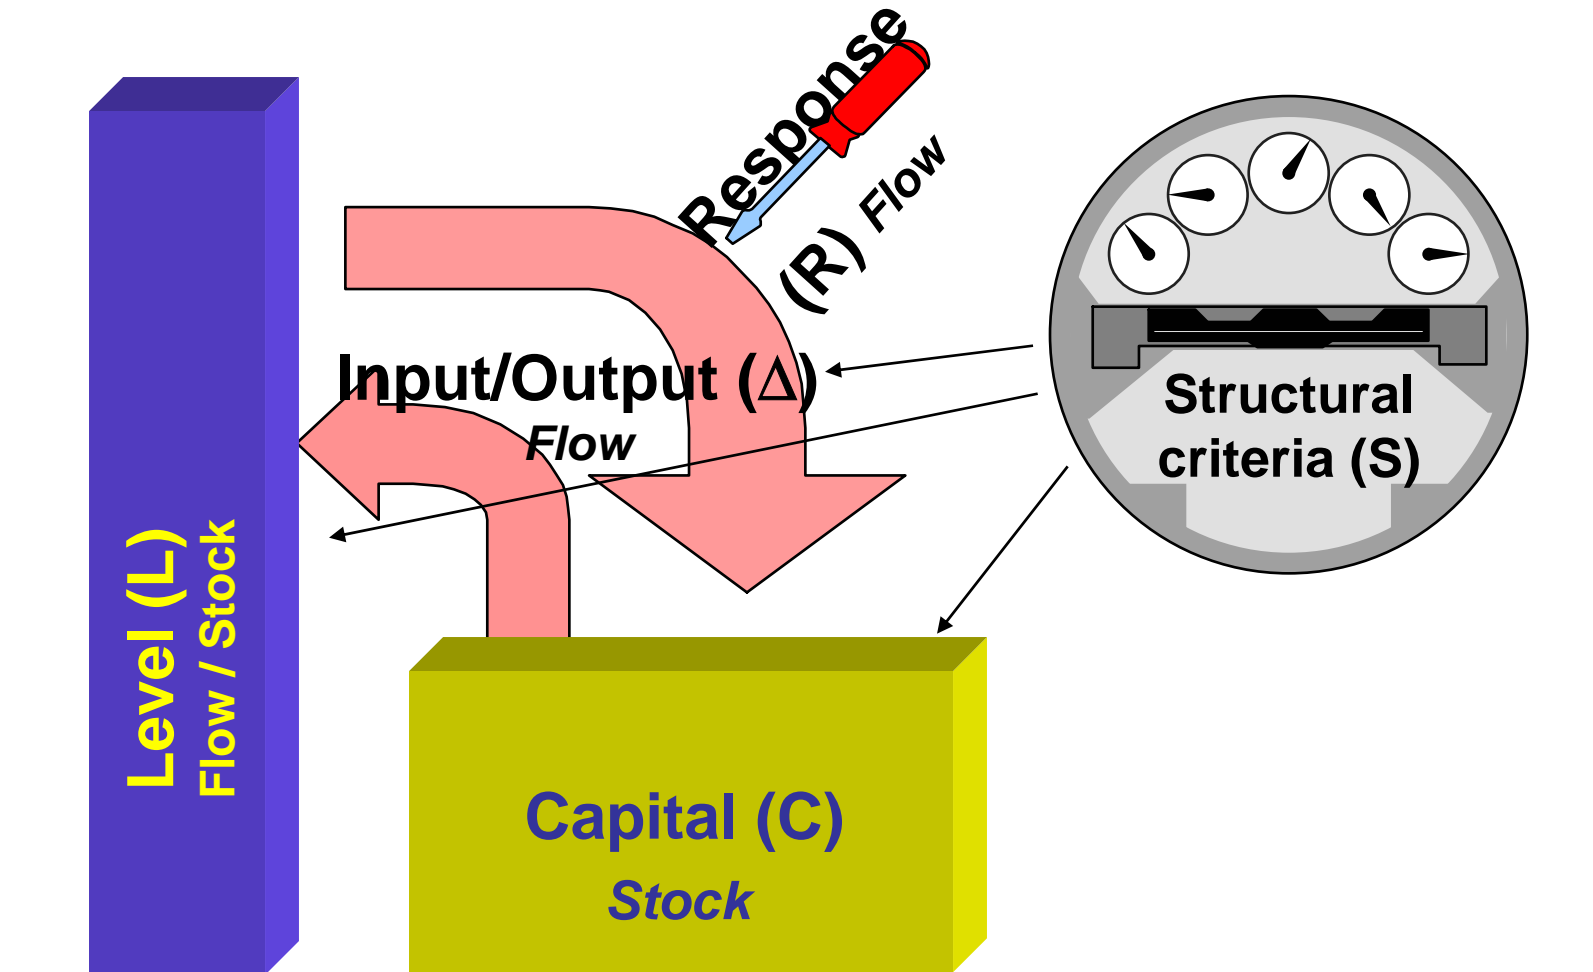 Response
(R) Flow
Input/Output (Δ)
Flow
Structural
criteria (S)
Level (L)
Flow / Stock
Capital (C)
Stock